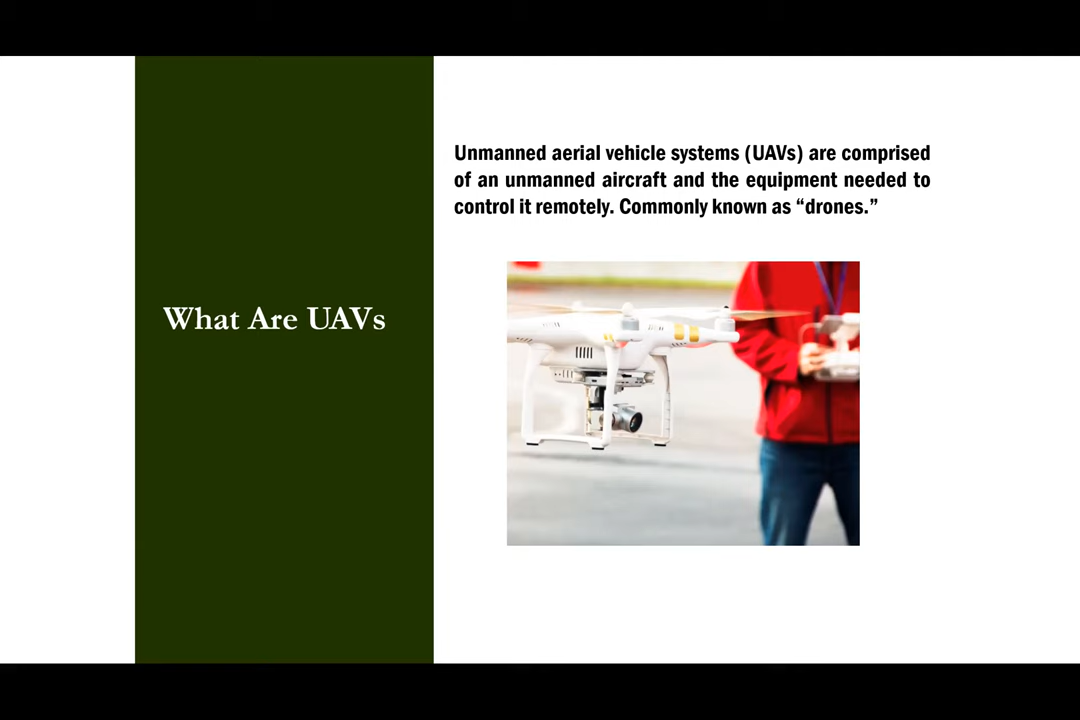 What Are UAVs
Unmanned aerial vehicle systems (UAVs) are comprised
of an unmanned aircraft and the equipment needed to
control it remotely. Commonly known as “drones.”